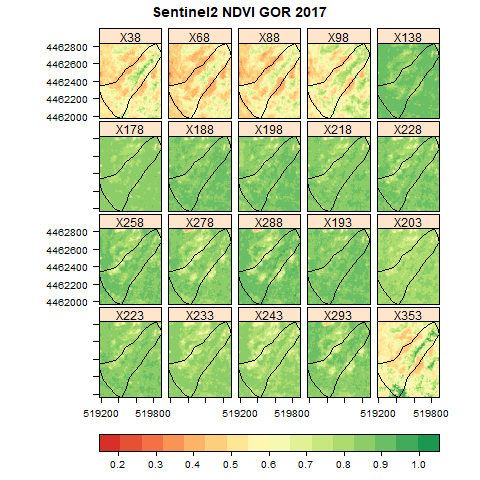 Sentinel2 NDVI GOR 2017
X38 X68 X88 X98 X138
4462800
4462600
4462400
4462200
4462000
X178 X188 X198 X218 X228
X258 X278 X288 X193 X203
4462800
4462600
4462400
4462200
4462000
X223 X233 X243 X293 X353
519200 519800 519200 519800 519200 519800
0.2 0.3 0.4 0.5 0.6 0.7 0.8 0.9 1.0